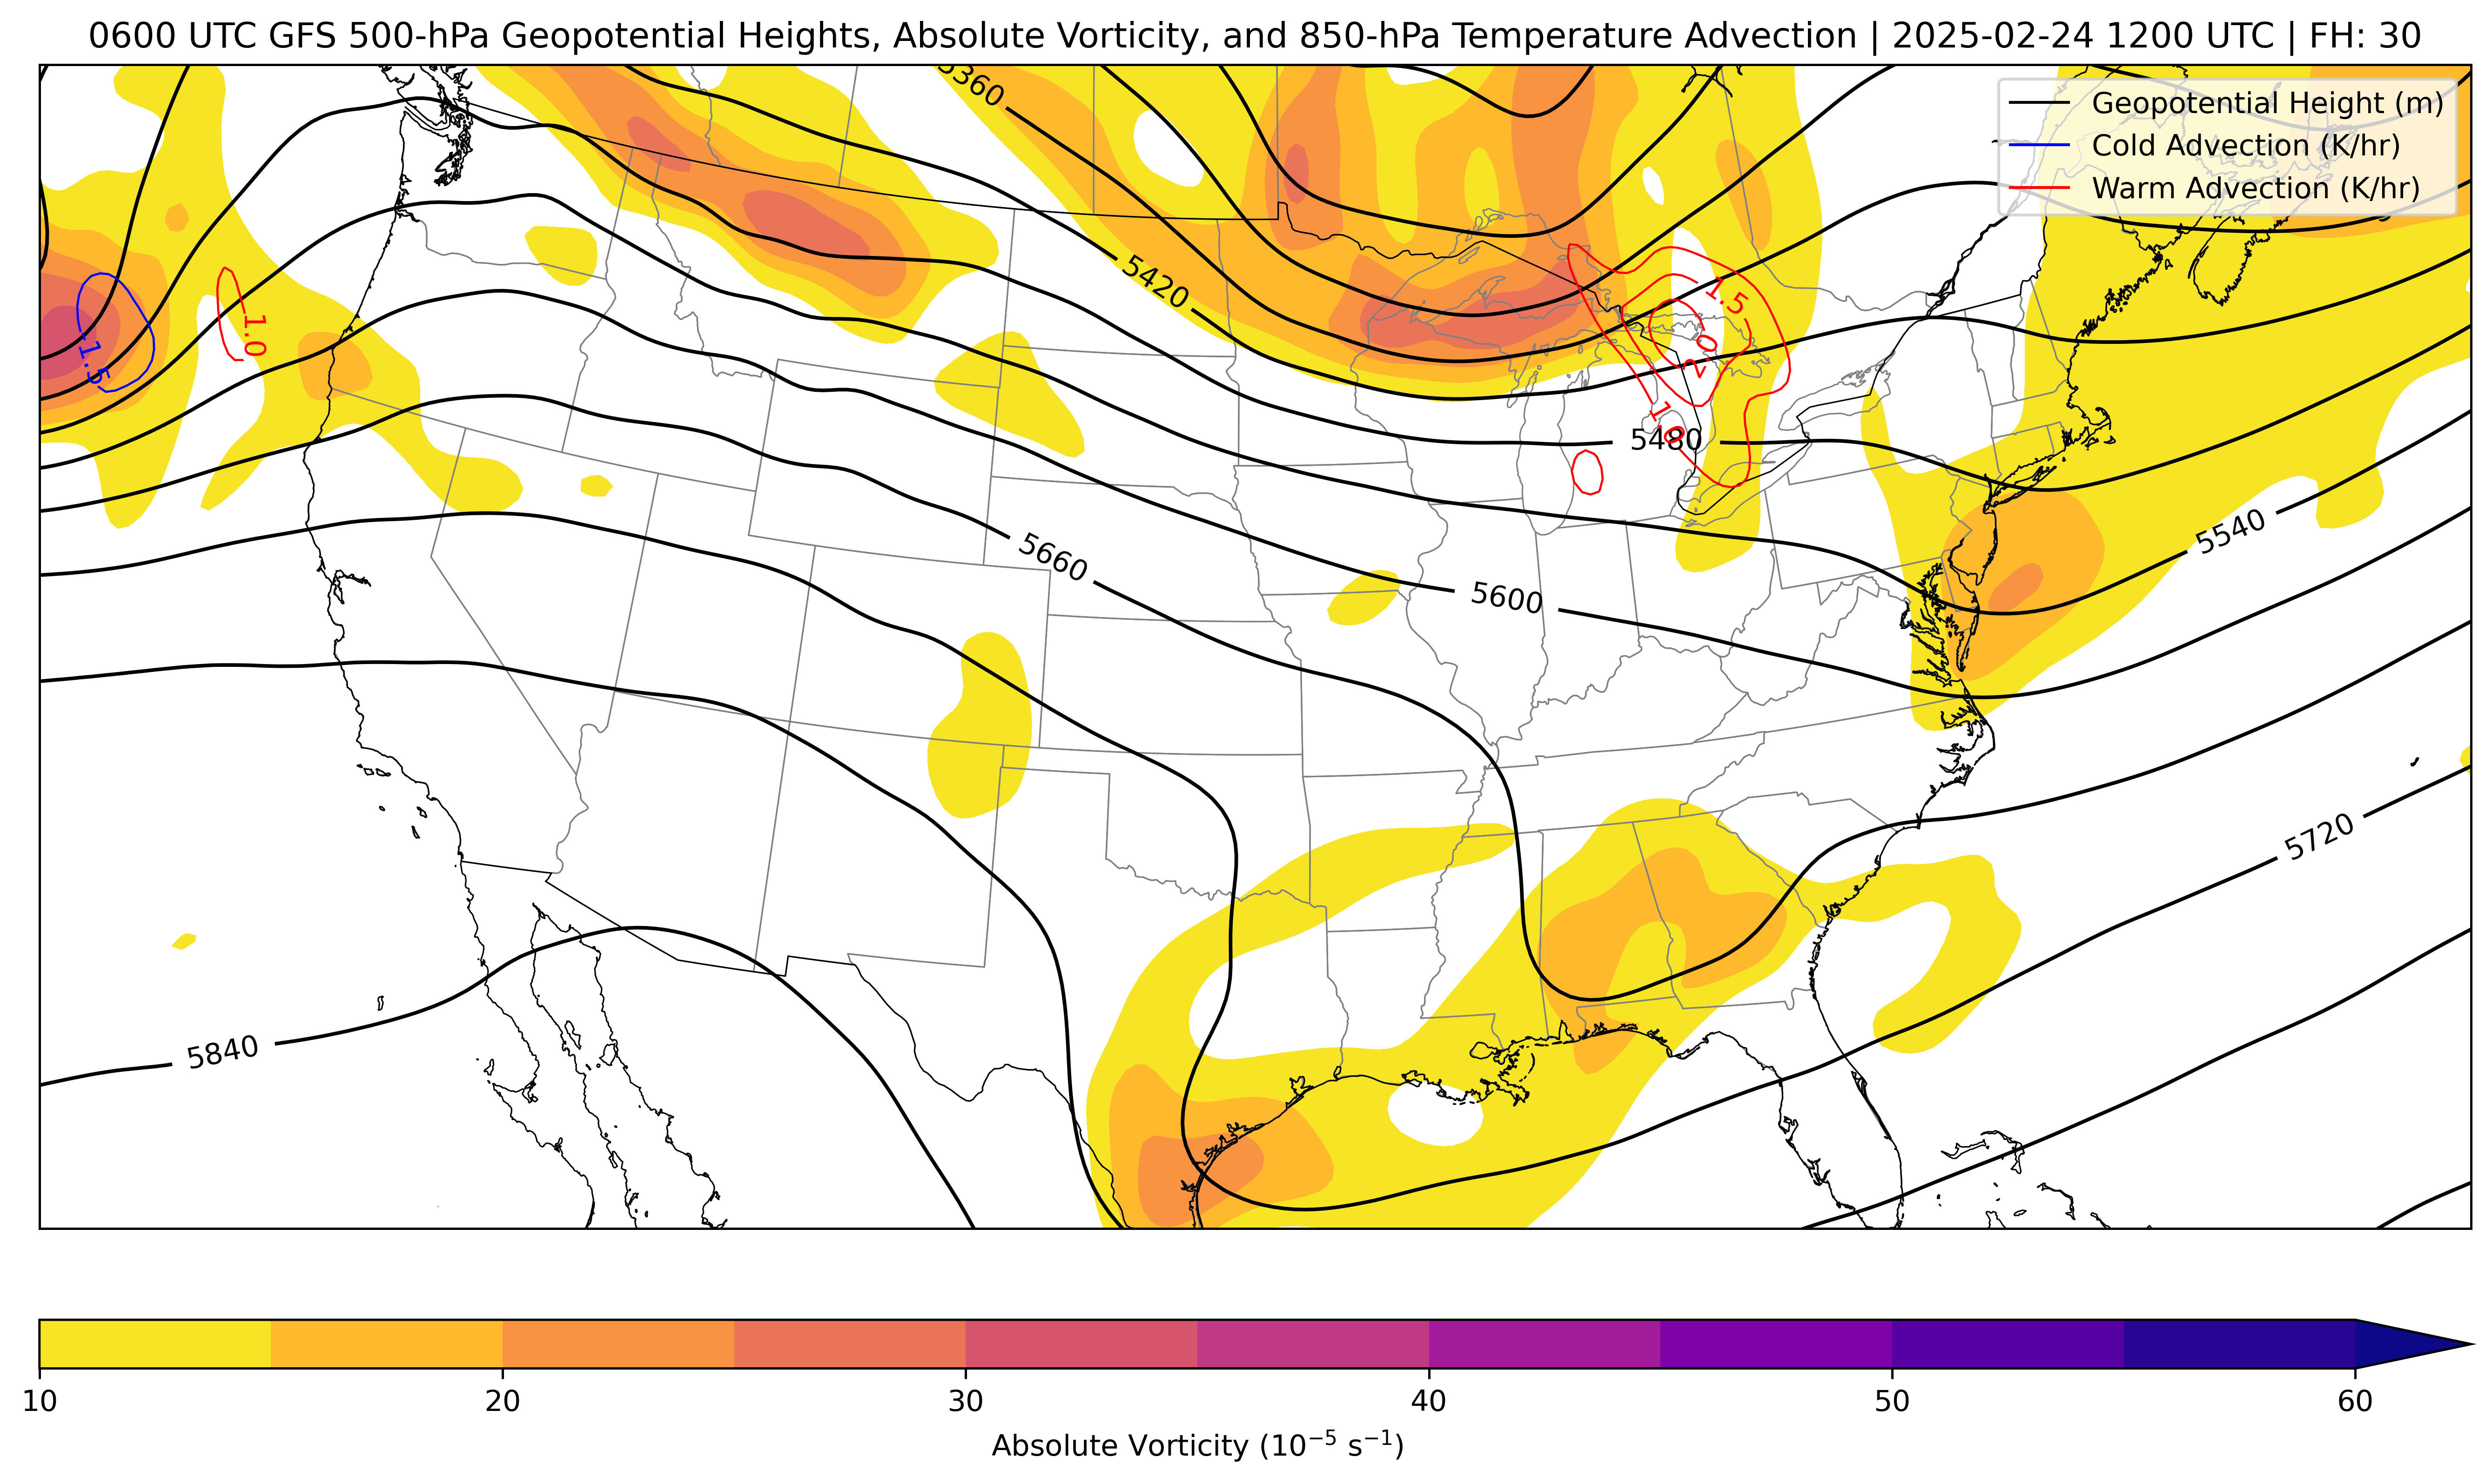 0600 UTC GFS 500-hPa Geopotential Heights, Absolute Vorticity, and 850-hPa Temperature Advection | 2025-02-24 1200 UTC | FH: 30
Geopotential Height (m)
Cold Advection (K/hr)
Warm Advection (K/hr)
5360
5420
1.5
1.0
-1.5
2.0
1.0
5480
5540
5660
5600
5720
5840
10 20 30 40 50 60
Absolute Vorticity (10⁻⁵ s⁻¹)